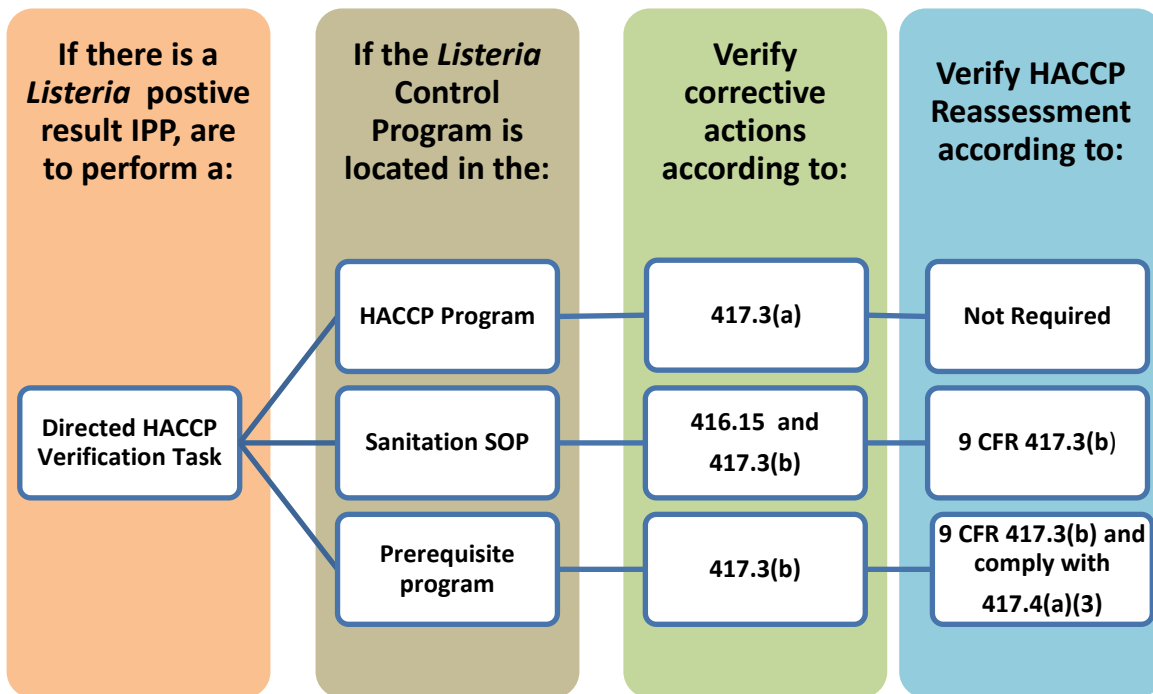 If there is a
Listeria postive
result IPP, are
to perform a:
If the Listeria
Control
Program is
located in the:
Verify
corrective
actions
according to:
Verify HACCP
Reassessment
according to:
Directed HACCP
Verification Task
HACCP Program
417.3(a)
Not Required
Sanitation SOP
416.15 and
417.3(b)
9 CFR 417.3(b)
Prerequisite
program
417.3(b)
9 CFR 417.3(b) and
comply with
417.4(a)(3)